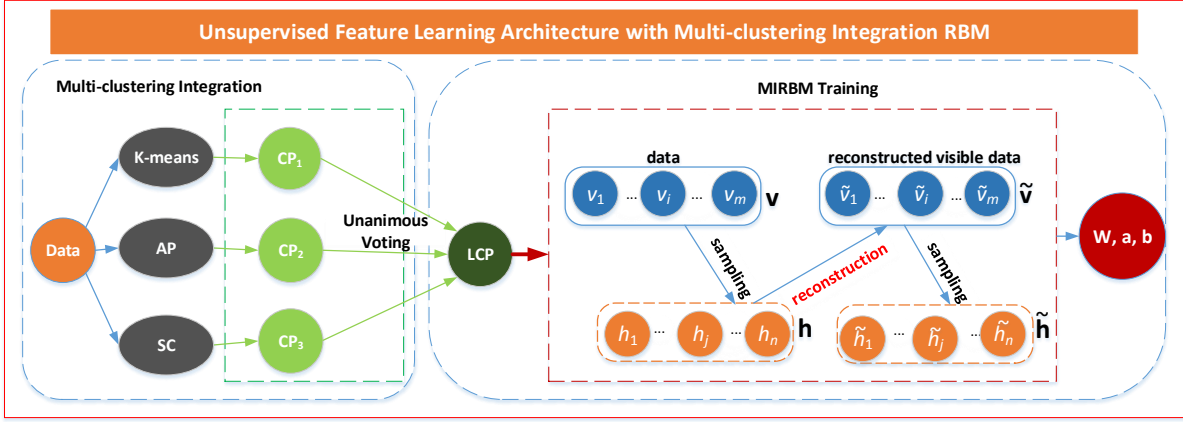 Unsupervised Feature Learning Architecture with Multi-clustering Integration RBM
Multi-clustering Integration
MIRBM Training
K-means
CP₁
data
reconstructed visible data
v₁ ... vᵢ ... vₘ v
ṽ₁ ... ṽᵢ ... ṽₘ ṽ
Data
AP
CP₂
Unanimous
Voting
LCP
sampling
reconstruction
sampling
W, a, b
SC
CP₃
h₁ ... hⱼ ... hₙ h
h̃₁ ... h̃ⱼ ... h̃ₙ h̃